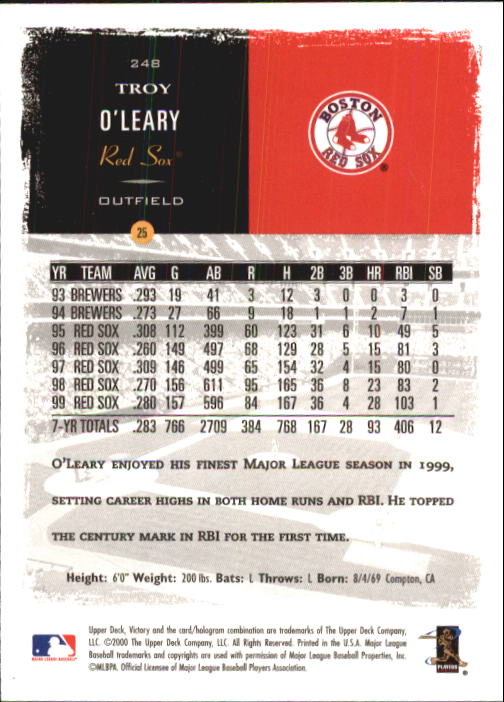 248
TROY
O'LEARY
Red Sox®
OUTFIELD
BOSTON
RED SOX ®
25
YR TEAM AVG G AB R H 2B 3B HR RBI SB
93 BREWERS .293 19 41 3 12 3 0 0 3 0
94 BREWERS .273 27 66 9 18 1 1 2 7 1
95 RED SOX .308 112 399 60 123 31 6 10 49 5
96 RED SOX .260 149 497 68 129 28 5 15 81 3
97 RED SOX .309 146 499 65 154 32 4 15 80 0
98 RED SOX .270 156 611 95 165 36 8 23 83 2
99 RED SOX .280 157 596 84 167 36 4 28 103 1
7-YR TOTALS .283 766 2709 384 768 167 28 93 406 12
O'LEARY ENJOYED HIS FINEST MAJOR LEAGUE SEASON IN 1999,
SETTING CAREER HIGHS IN BOTH HOME RUNS AND RBI. HE TOPPED
THE CENTURY MARK IN RBI FOR THE FIRST TIME.
Height: 6'0" Weight: 200 lbs. Bats: L Throws: L Born: 8/4/69 Compton, CA
Upper Deck, Victory and the card/hologram combination are trademarks of The Upper Deck Company,
LLC. ©2000 The Upper Deck Company, LLC. All Rights Reserved. Printed in the U.S.A. Major League
Baseball trademarks and copyrights are used with permission of Major League Baseball Properties, Inc.
©MLBPA. Official Licensee of Major League Baseball Players Association.
MAJOR LEAGUE BASEBALL
PLAYERS ®